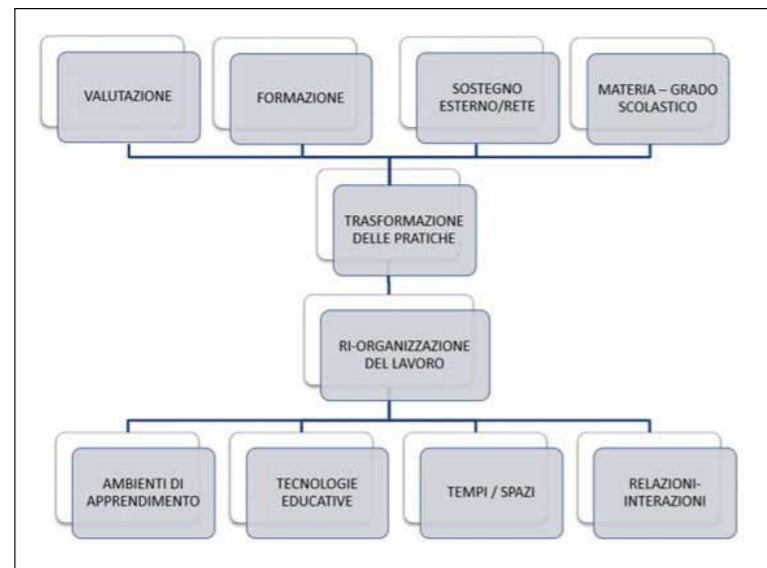 VALUTAZIONE
FORMAZIONE
SOSTEGNO
ESTERNO/RETE
MATERIA – GRADO
SCOLASTICO
TRASFORMAZIONE
DELLE PRATICHE
RI-ORGANIZZAZIONE
DEL LAVORO
AMBIENTI DI
APPRENDIMENTO
TECNOLOGIE
EDUCATIVE
TEMPI / SPAZI
RELAZIONI-
INTERAZIONI